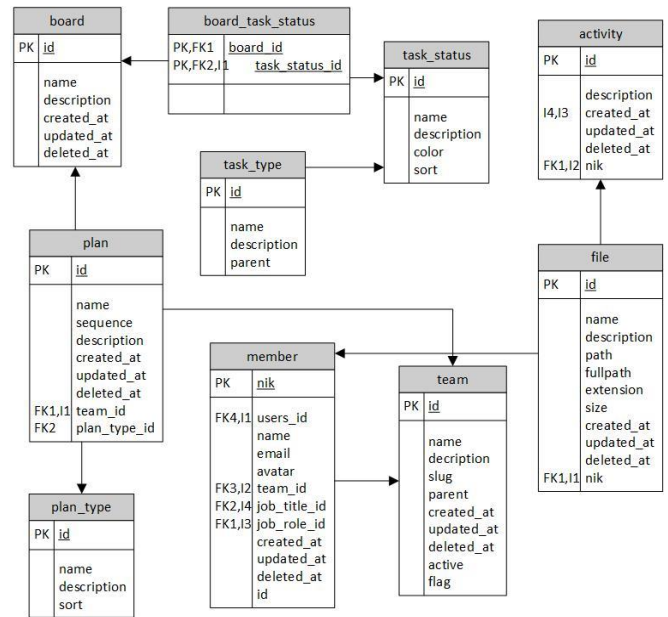 board
PK id
name
description
created_at
updated_at
deleted_at
board_task_status
PK,FK1 board_id
PK,FK2,I1 task_status_id
task_status
PK id
name
description
color
sort
activity
PK id
description
I4,I3 created_at
updated_at
deleted_at
FK1,I2 nik
task_type
PK id
name
description
parent
plan
PK id
name
sequence
description
created_at
updated_at
deleted_at
FK1,I1 team_id
FK2 plan_type_id
file
PK id
name
description
path
fullpath
extension
size
created_at
updated_at
deleted_at
FK1,I1 nik
member
PK nik
FK4,I1 users_id
name
email
avatar
FK3,I2 team_id
FK2,I4 job_title_id
FK1,I3 job_role_id
created_at
updated_at
deleted_at
id
team
PK id
name
decription
slug
parent
created_at
updated_at
deleted_at
active
flag
plan_type
PK id
name
description
sort